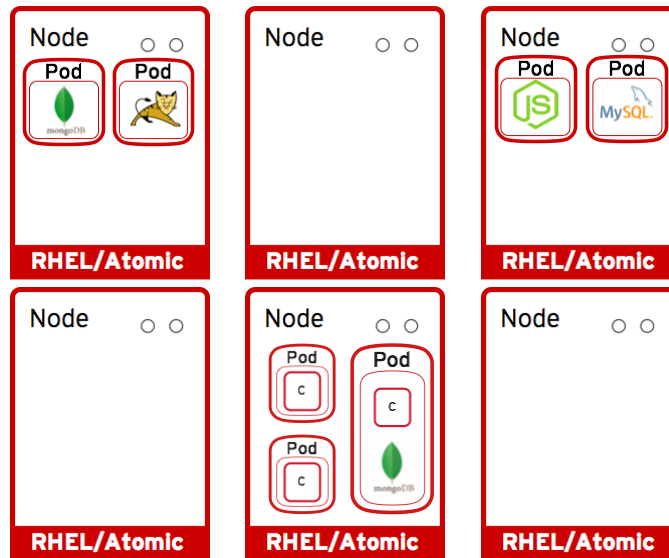 Node
Pod
mongoDB
Pod
RHEL/Atomic
Node
RHEL/Atomic
Node
Pod
JS
Pod
MySQL.
RHEL/Atomic
Node
RHEL/Atomic
Node
Pod
c
Pod
c
Pod
c
mongoDB
RHEL/Atomic
Node
RHEL/Atomic